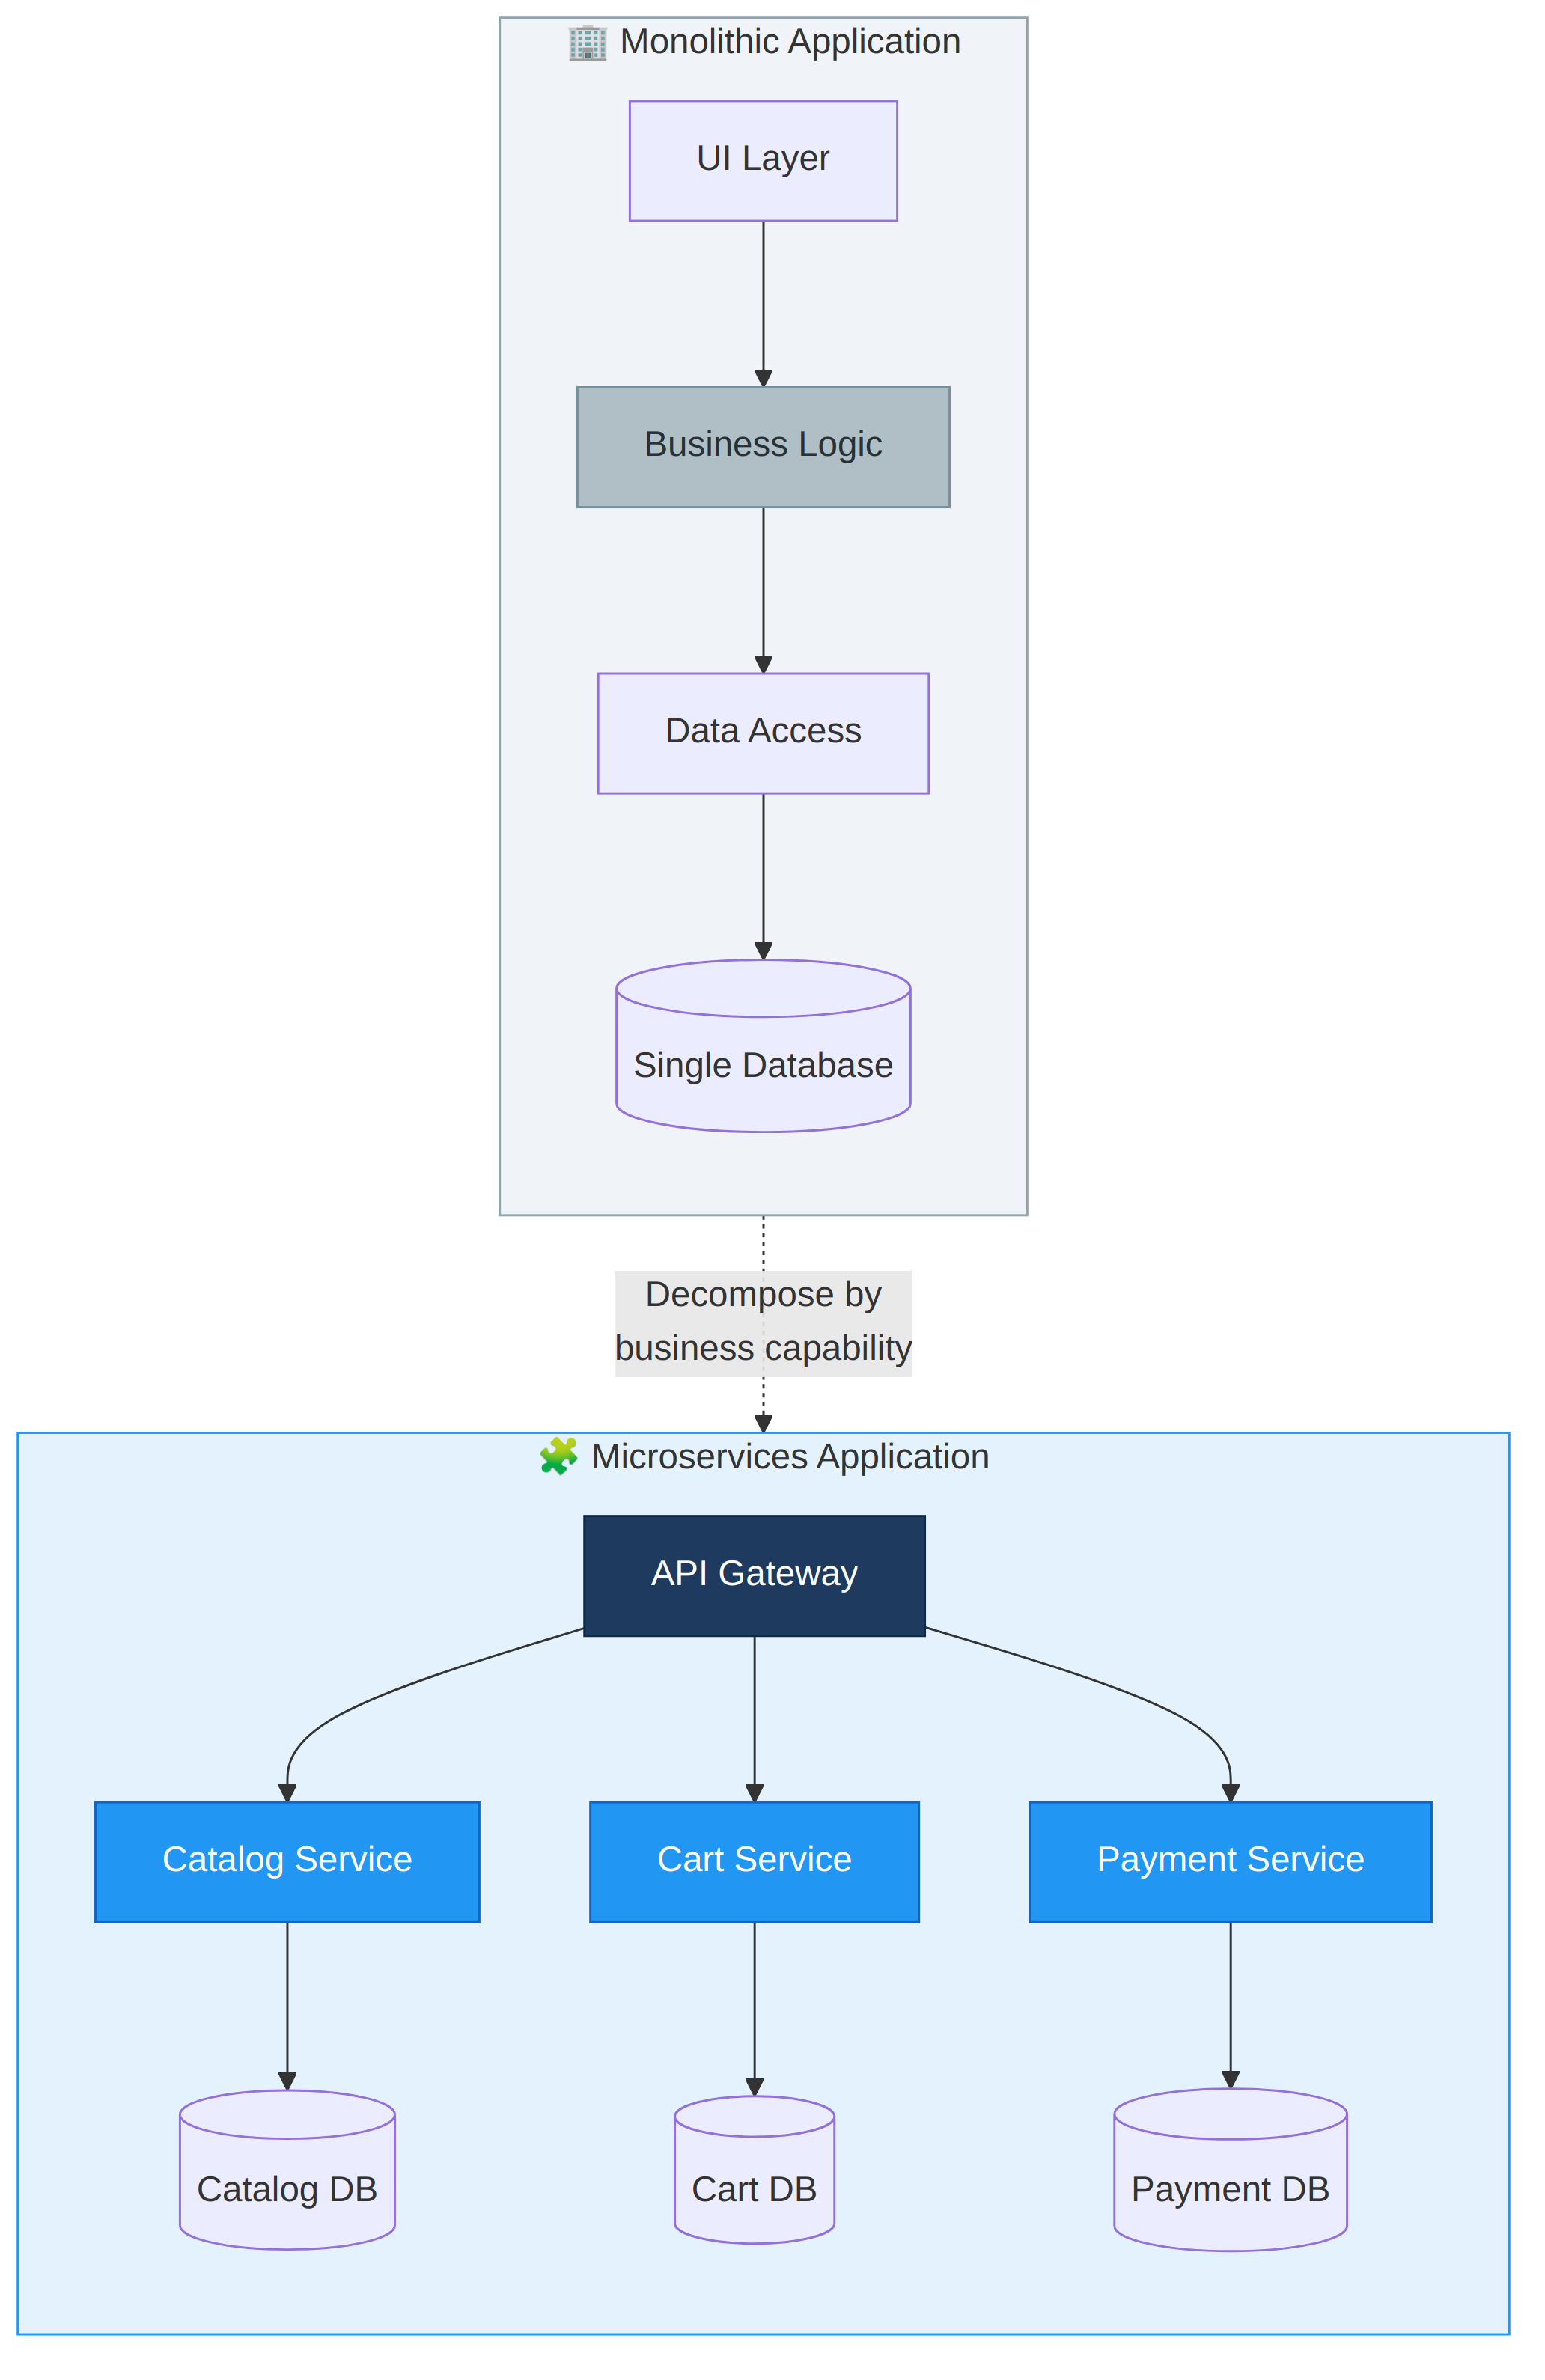 🏢 Monolithic Application
UI Layer
Business Logic
Data Access
Single Database
Decompose by
business capability
🧩 Microservices Application
API Gateway
Catalog Service
Cart Service
Payment Service
Catalog DB
Cart DB
Payment DB